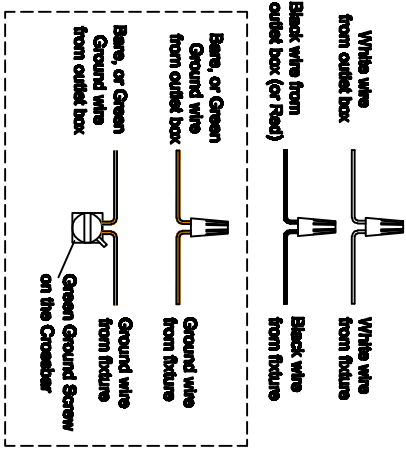 White wire
from outlet box
White wire
from fixture
Black wire from
outlet box (or Red)
Black wire
from fixture
Bare, or Green
Ground wire
from outlet box
Ground wire
from fixture
Bare, or Green
Ground wire
from outlet box
Ground wire
from fixture
Green Ground Screw
on the Crossbar